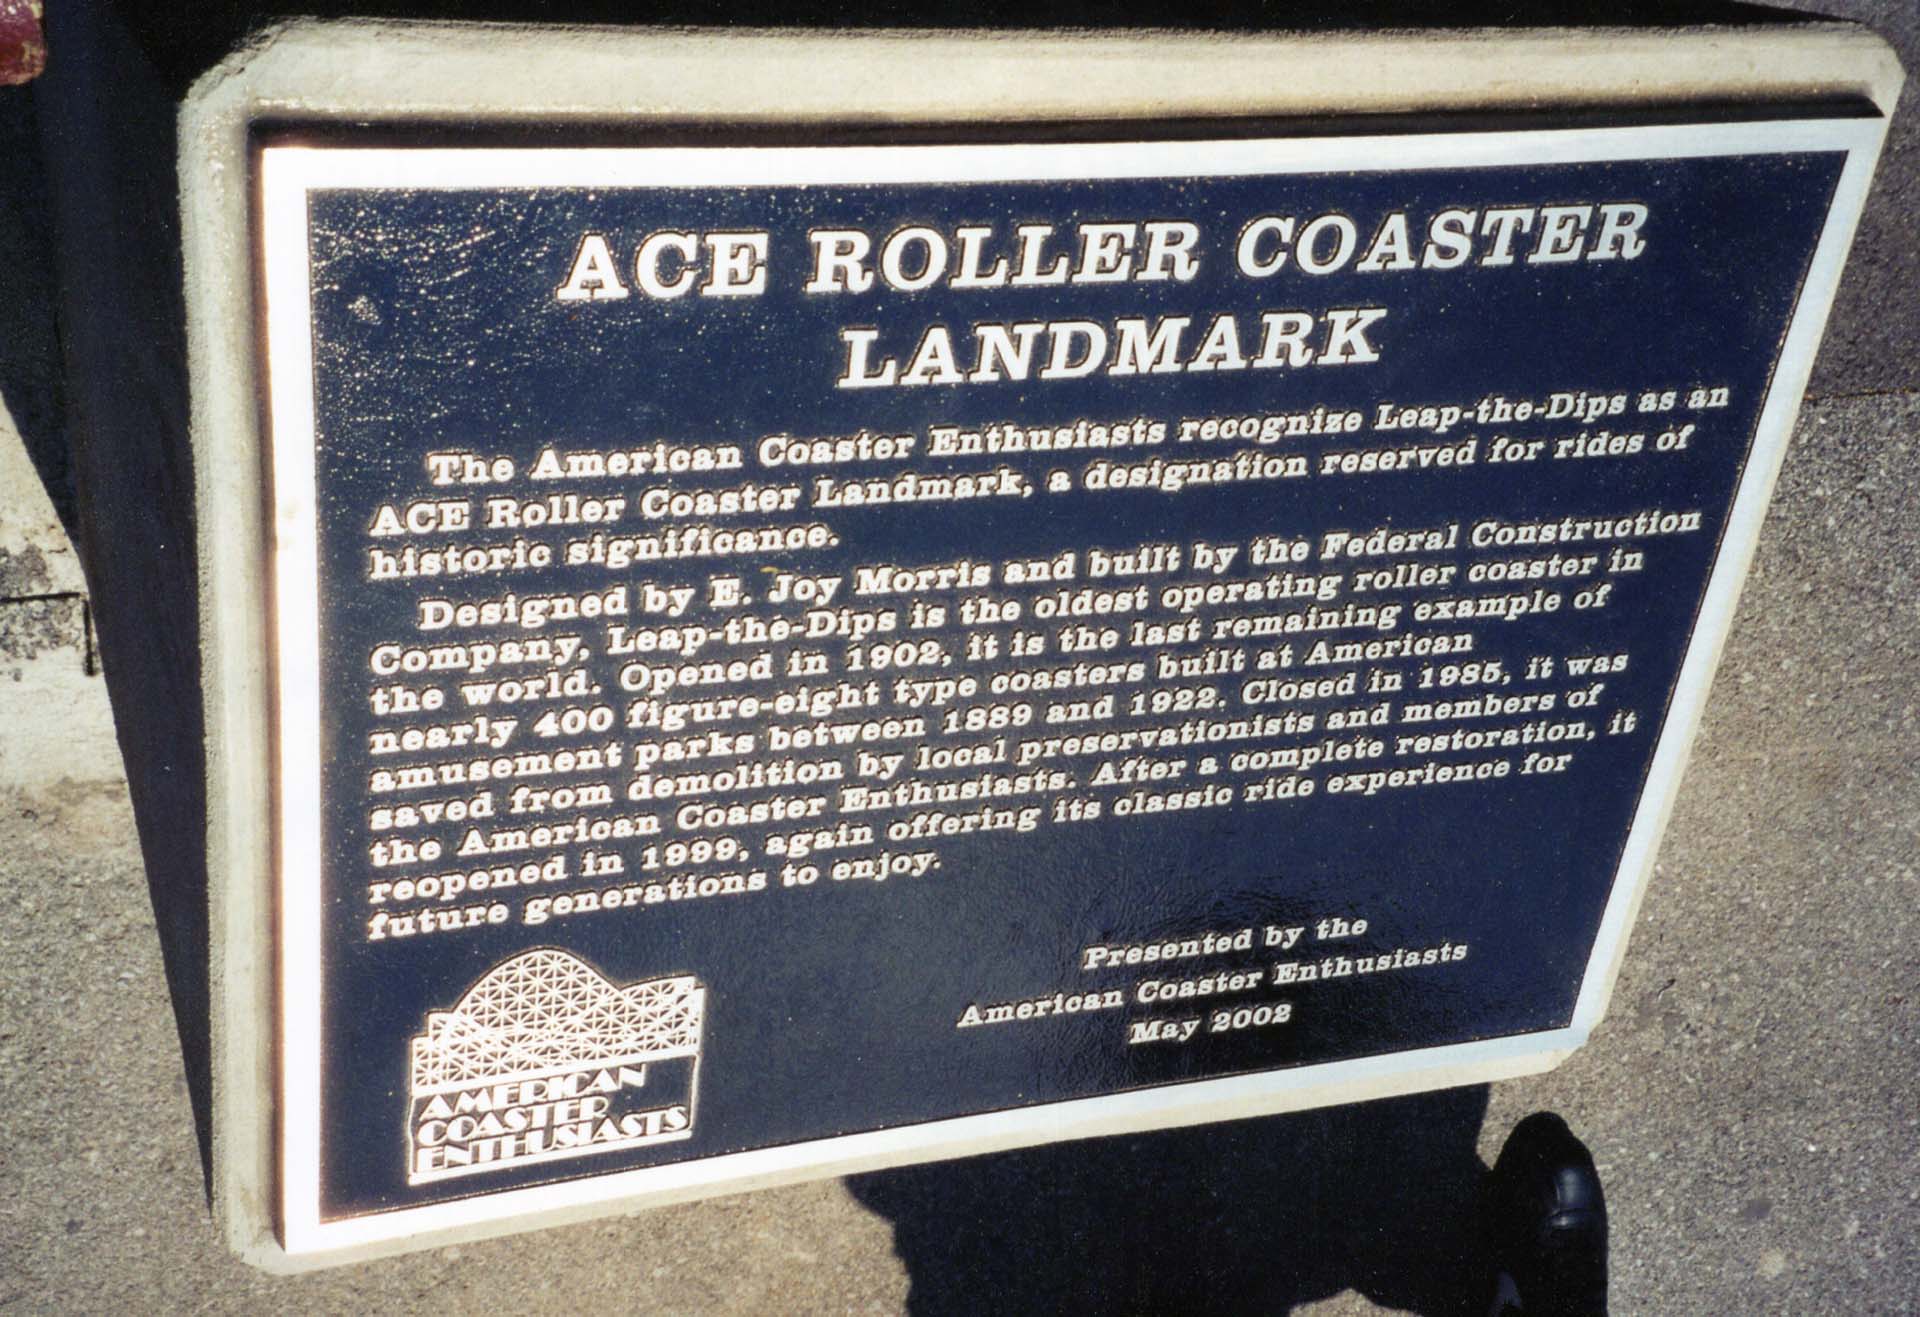 ACE ROLLER COASTER
LANDMARK
The American Coaster Enthusiasts recognize Leap-the-Dips as an
ACE Roller Coaster Landmark, a designation reserved for rides of
historic significance.
Designed by E. Joy Morris and built by the Federal Construction
Company, Leap-the-Dips is the oldest operating roller coaster in
the world. Opened in 1902, it is the last remaining example of
nearly 400 figure-eight type coasters built at American
amusement parks between 1889 and 1922. Closed in 1985, it was
saved from demolition by local preservationists and members of
the American Coaster Enthusiasts. After a complete restoration, it
reopened in 1999, again offering its classic ride experience for
future generations to enjoy.
Presented by the
American Coaster Enthusiasts
May 2002
AMERICAN
COASTER
ENTHUSIASTS